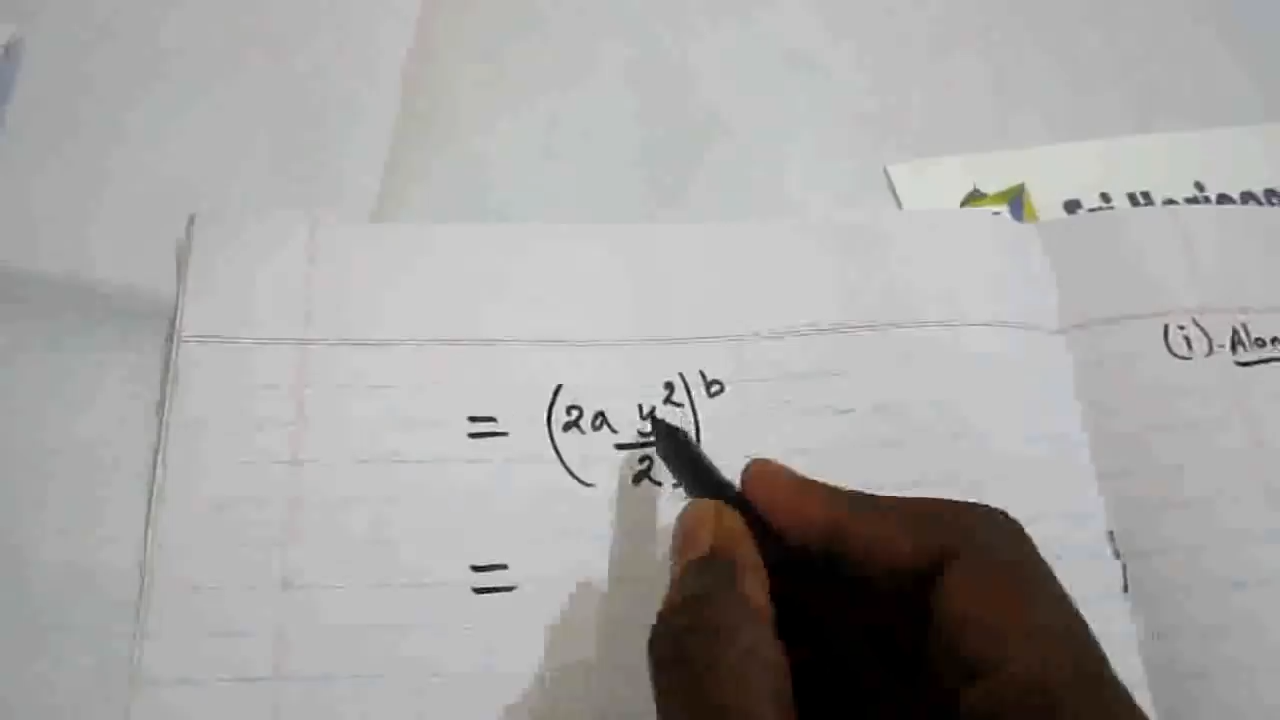 (i) Alon
= (2a y²/2)^b
=